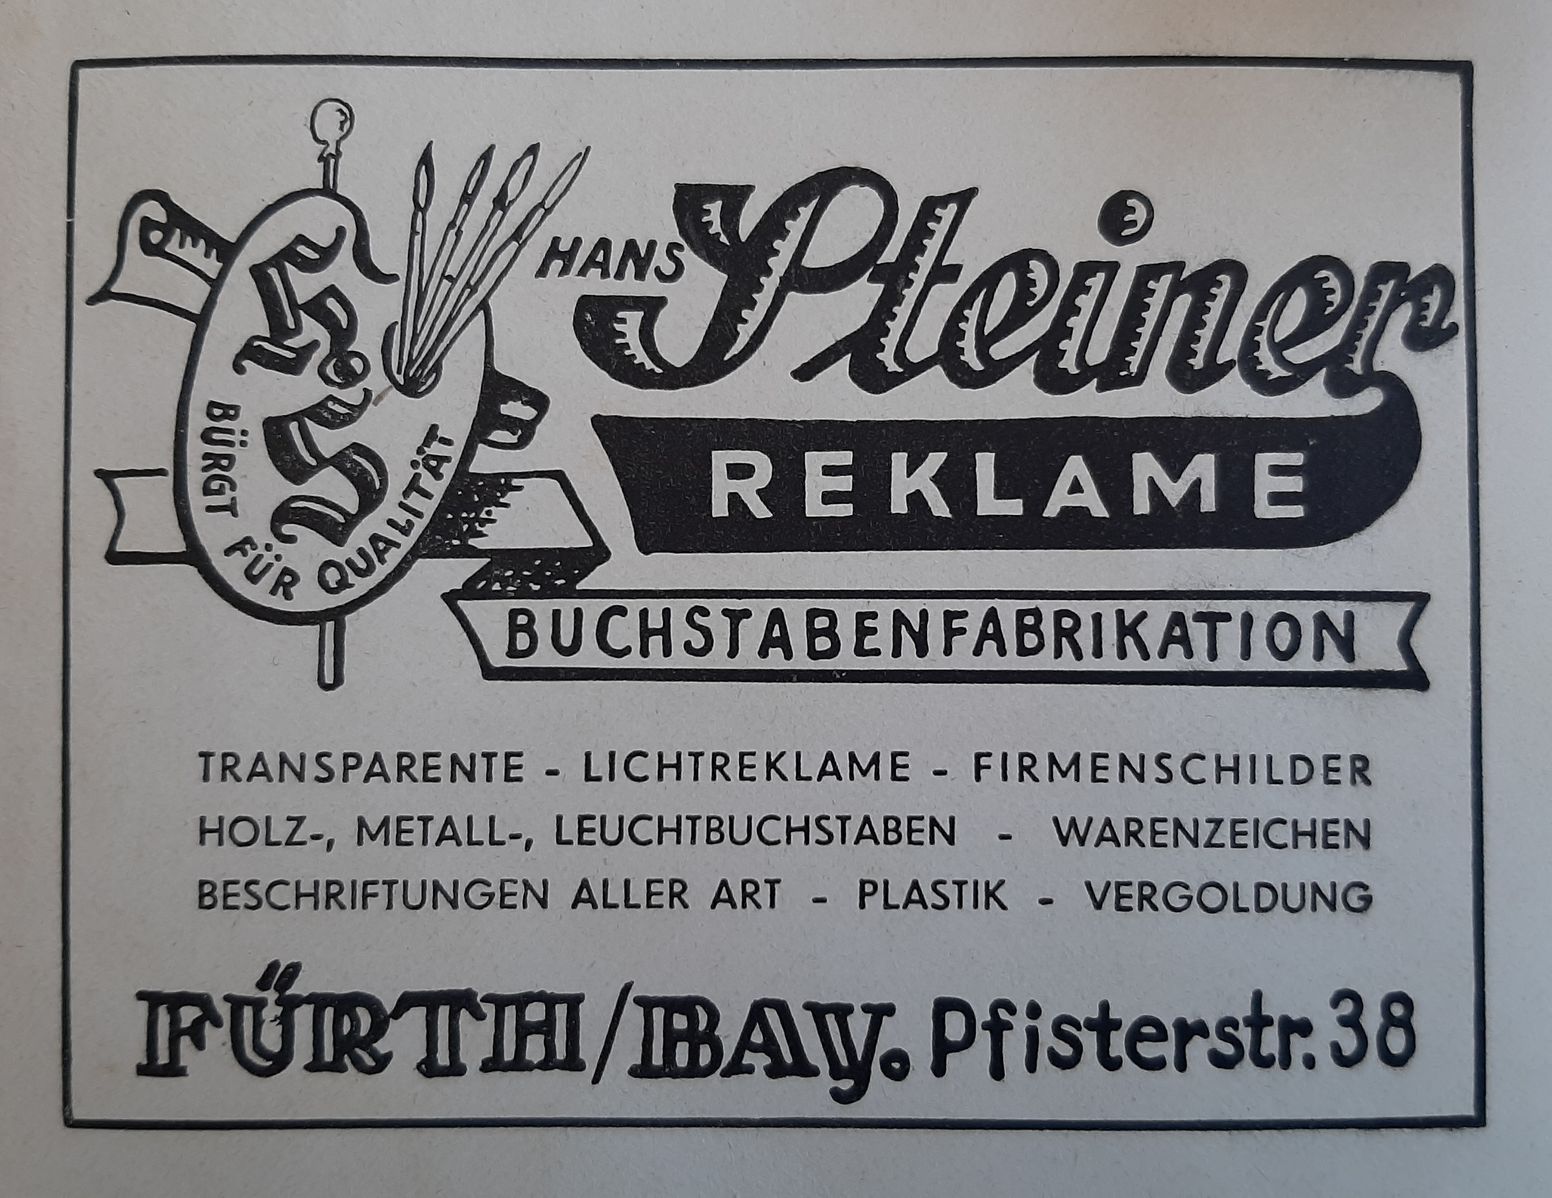 h.S.
BÜRGT FÜR QUALITÄT
HANS Steiner
REKLAME
BUCHSTABENFABRIKATION
TRANSPARENTE - LICHTREKLAME - FIRMENSCHILDER
HOLZ-, METALL-, LEUCHTBUCHSTABEN - WARENZEICHEN
BESCHRIFTUNGEN ALLER ART - PLASTIK - VERGOLDUNG
FÜRTH/BAY. Pfisterstr. 38